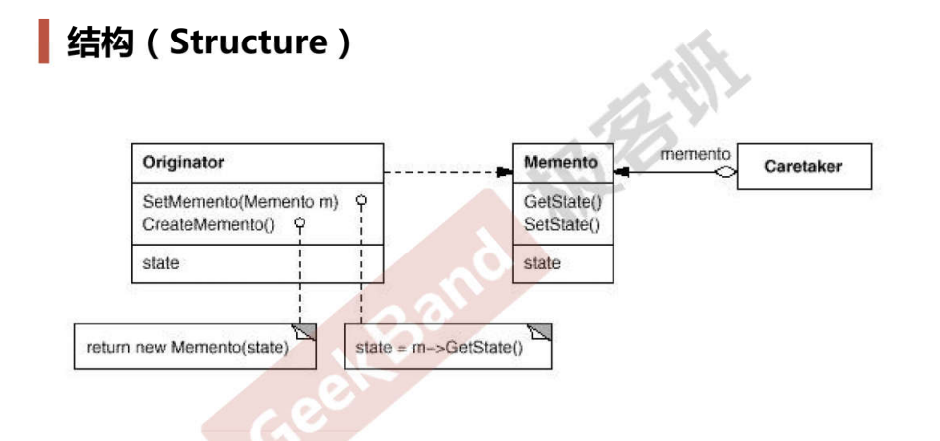 结构（Structure）
Originator
SetMemento(Memento m)
CreateMemento()
state
Memento
GetState()
SetState()
state
memento
Caretaker
return new Memento(state)
state = m->GetState()
GeekBand 极客班